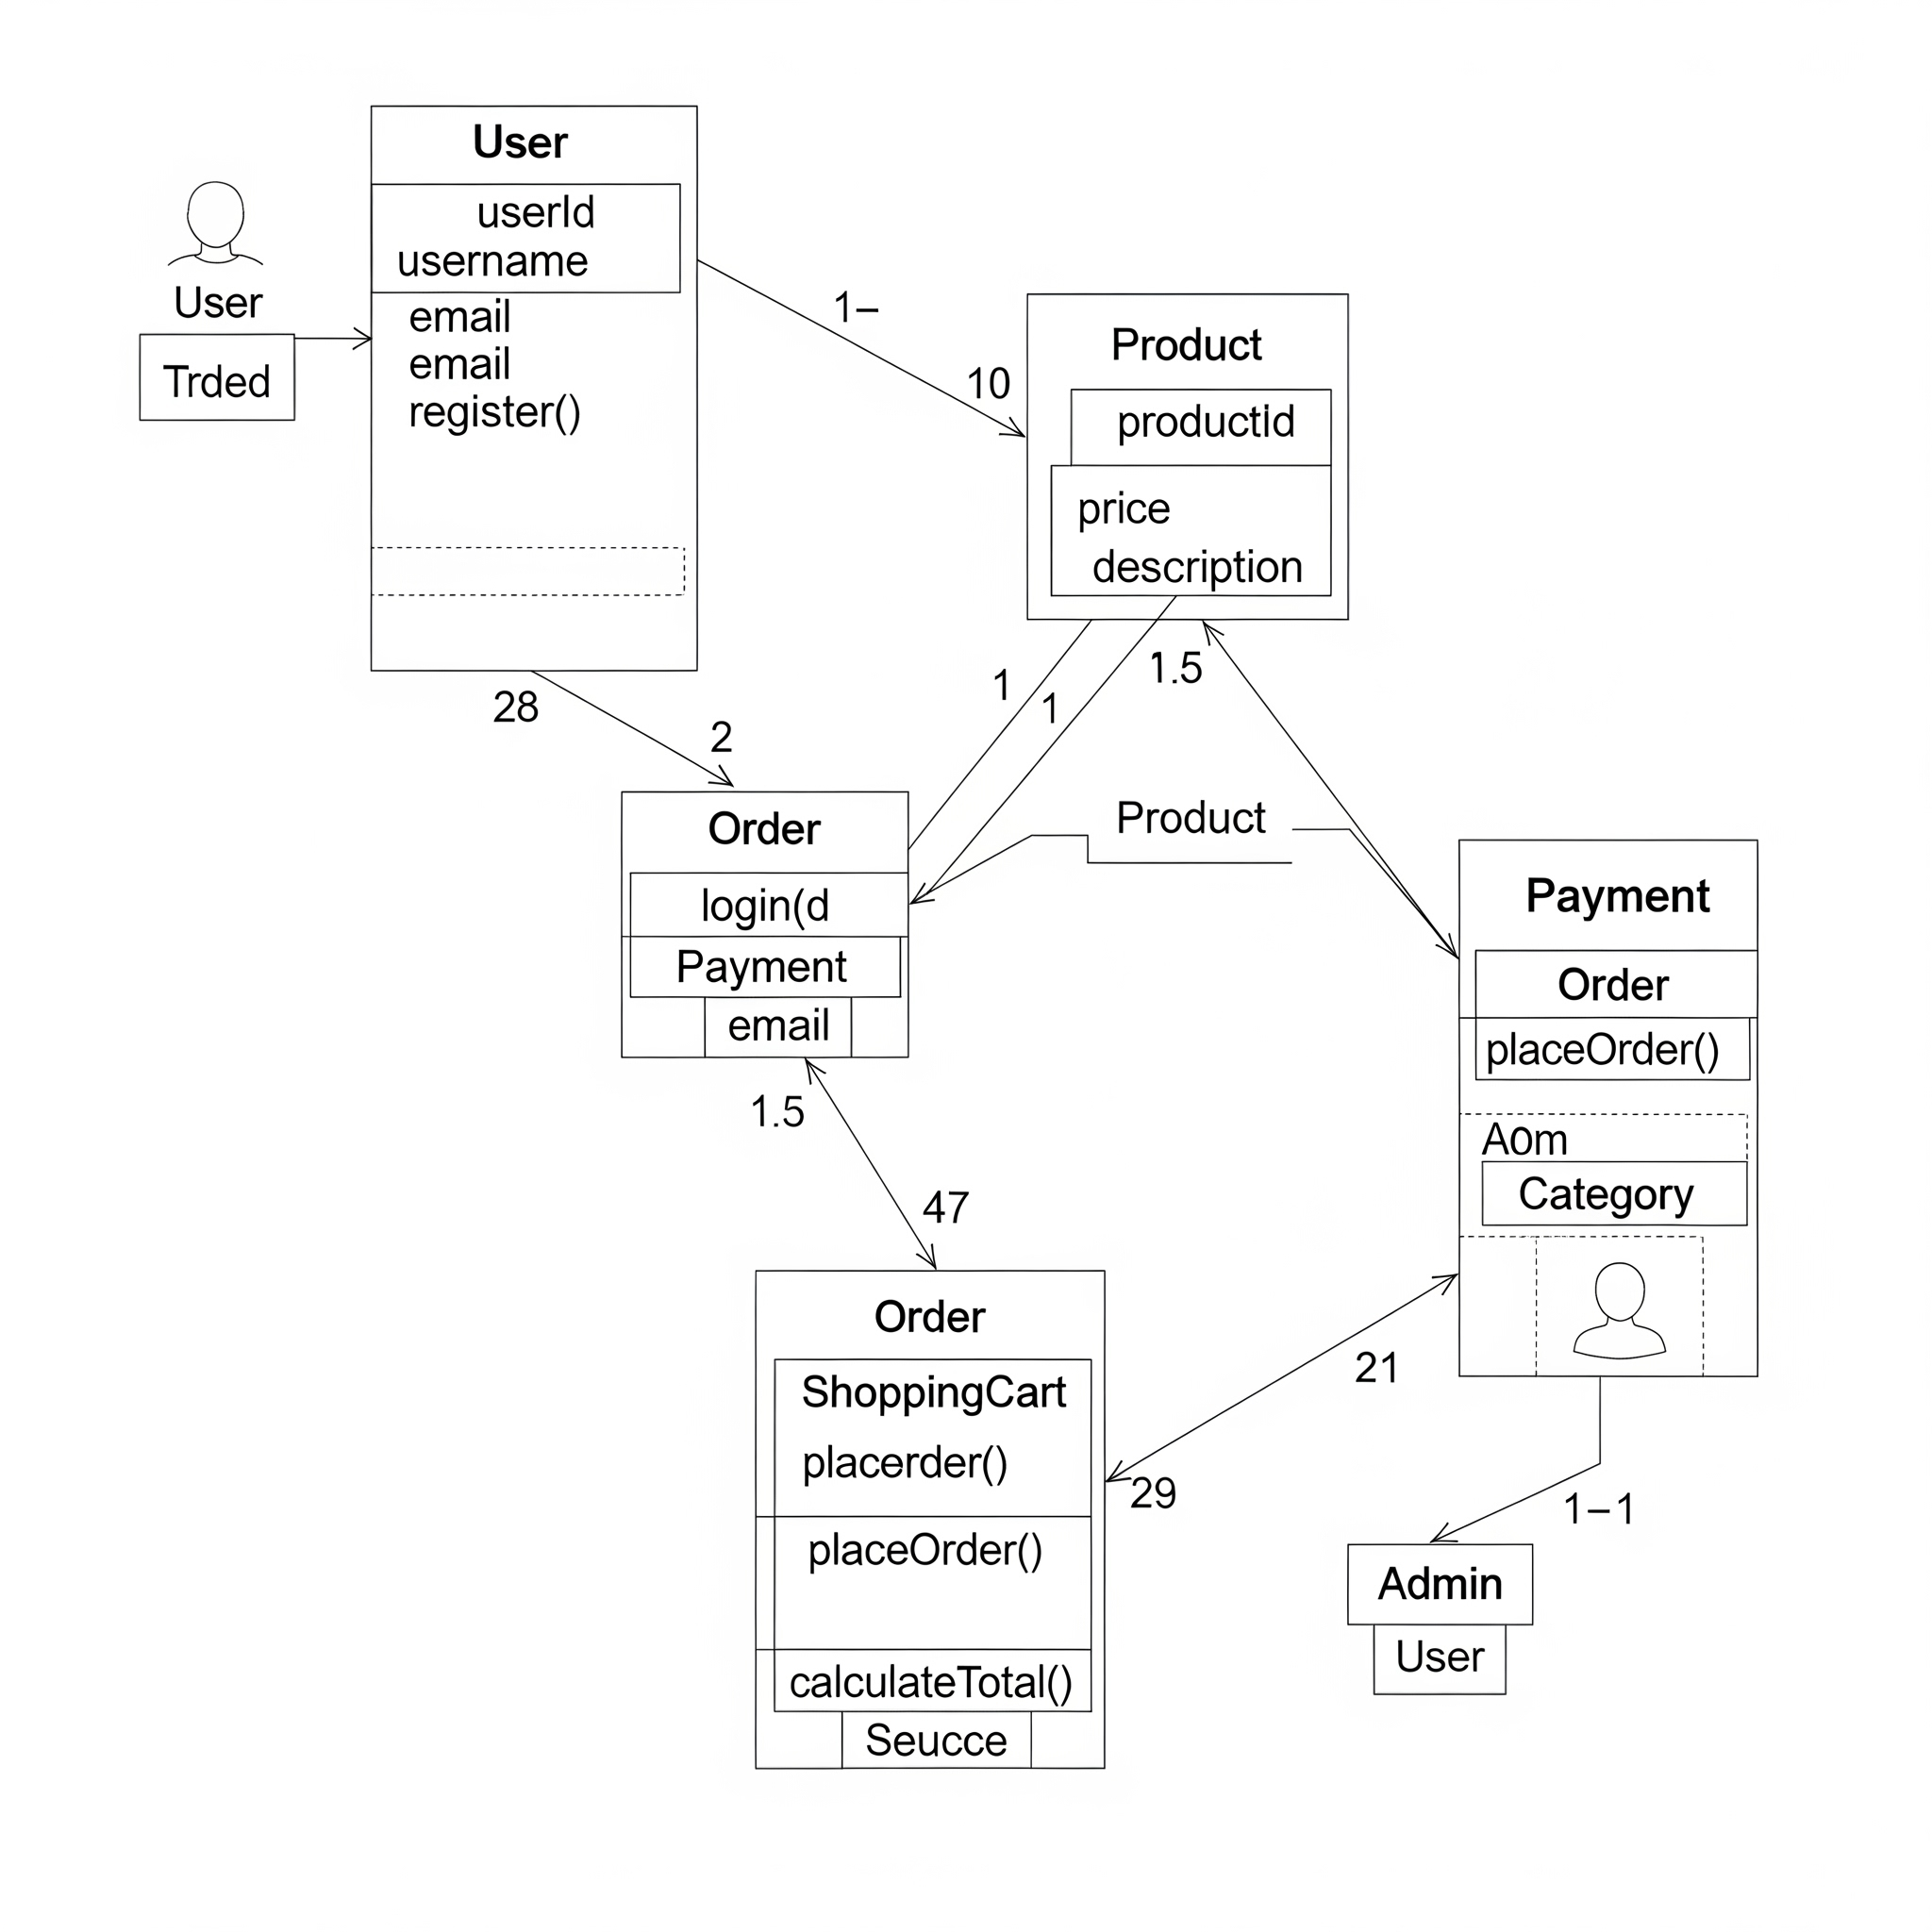 User
userId
username
email
email
register()
User
Trded
1–
10
Product
productid
price
description
28
2
1
1
1.5
Order
login(d
Payment
email
Product
Payment
Order
placeOrder()
A0m
Category
1.5
47
Order
ShoppingCart
placerder()
placeOrder()
calculateTotal()
Seucce
21
29
1–1
Admin
User